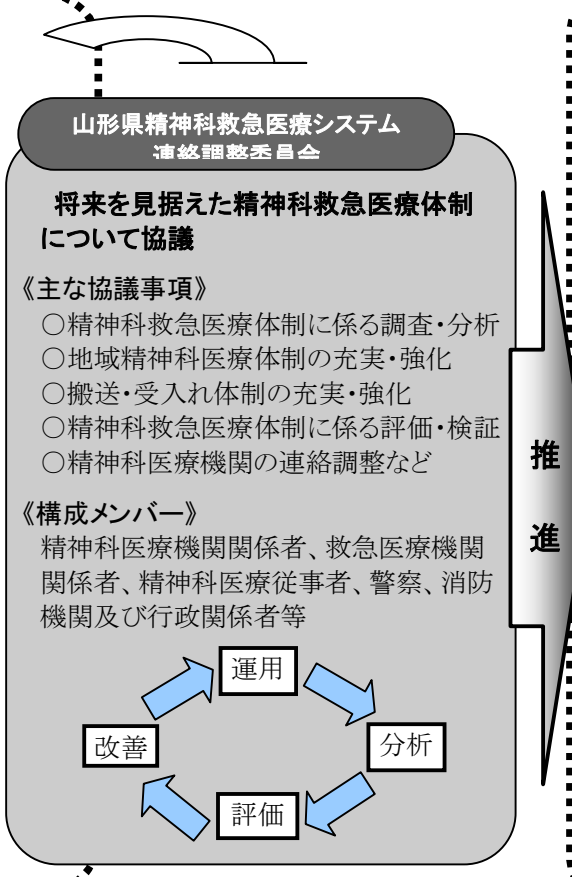 山形県精神科救急医療システム
連絡調整委員会
将来を見据えた精神科救急医療体制
について協議
《主な協議事項》
○精神科救急医療体制に係る調査・分析
○地域精神科医療体制の充実・強化
○搬送・受入れ体制の充実・強化
○精神科救急医療体制に係る評価・検証
○精神科医療機関の連絡調整など
《構成メンバー》
精神科医療機関関係者、救急医療機関
関係者、精神科医療従事者、警察、消防
機関及び行政関係者等
運用
改善
分析
評価
推
進